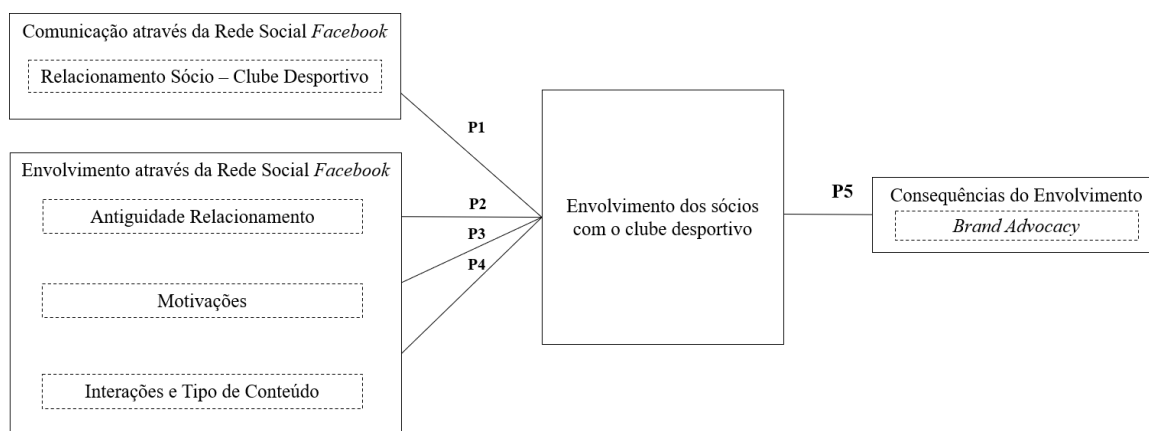 Comunicação através da Rede Social Facebook
Relacionamento Sócio – Clube Desportivo
P1
Envolvimento através da Rede Social Facebook
Antiguidade Relacionamento
Motivações
Interações e Tipo de Conteúdo
P2
P3
P4
Envolvimento dos sócios
com o clube desportivo
P5
Consequências do Envolvimento
Brand Advocacy